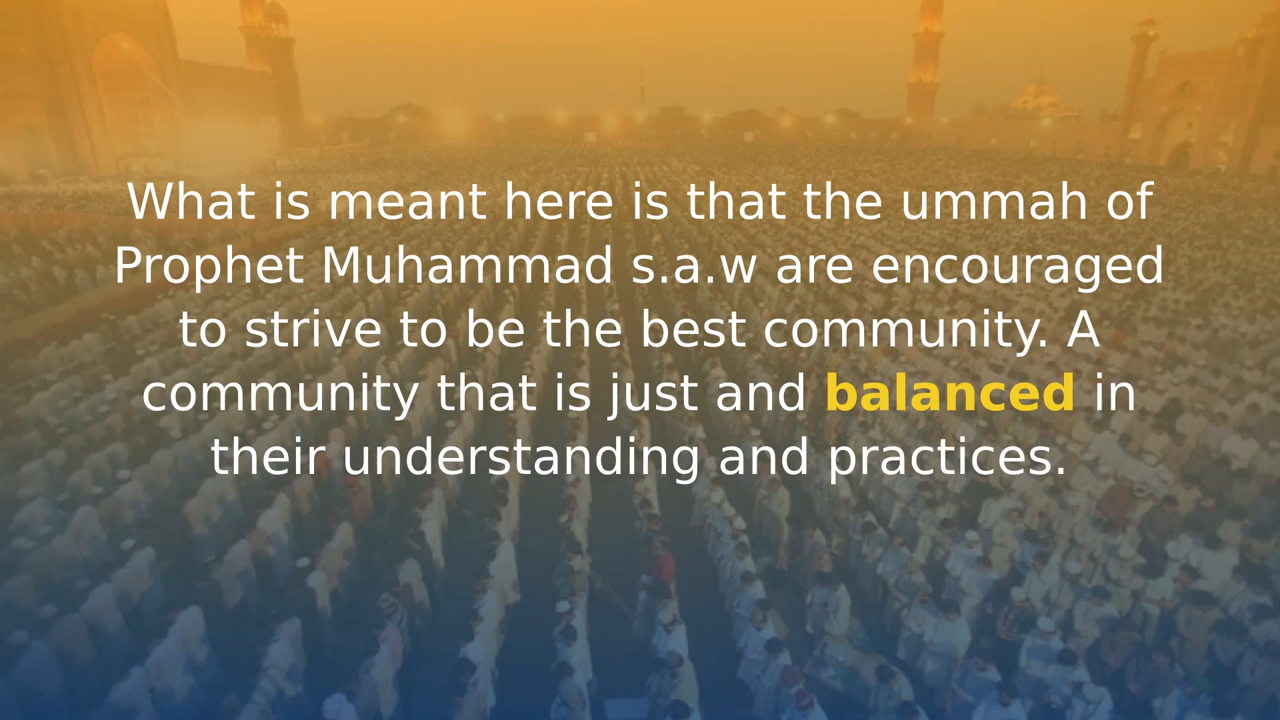 What is meant here is that the ummah of
Prophet Muhammad s.a.w are encouraged
to strive to be the best community. A
community that is just and balanced in
their understanding and practices.